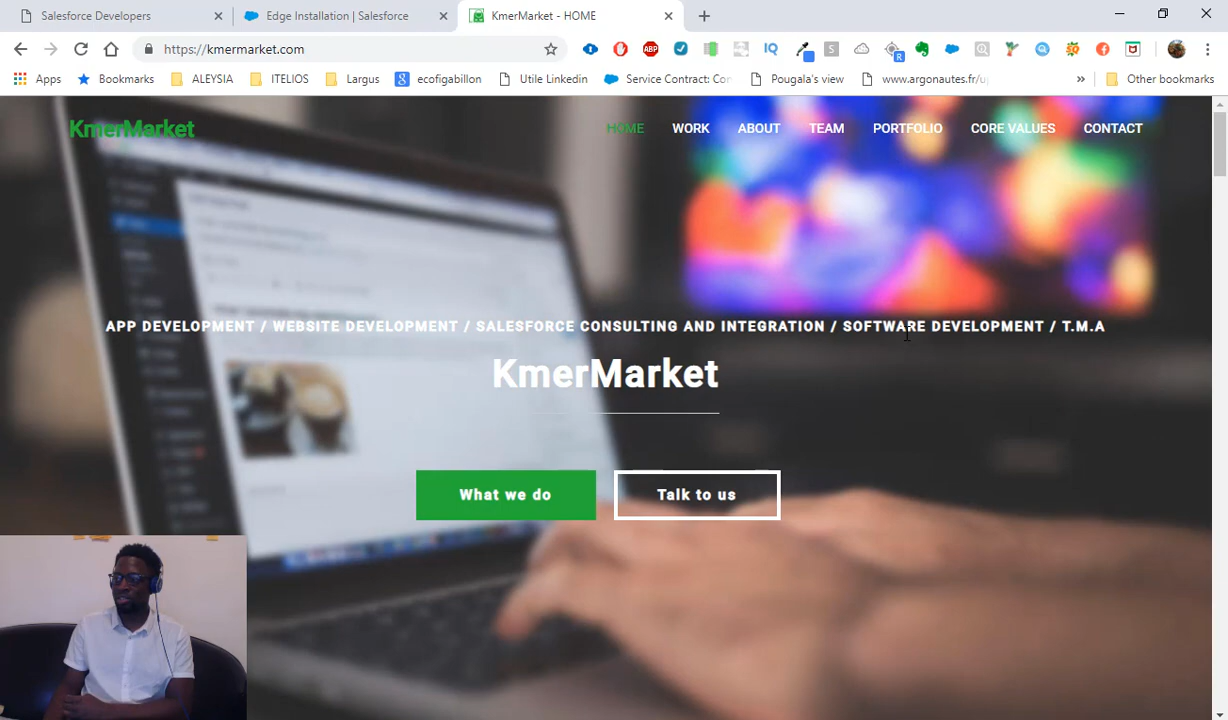 Salesforce Developers
Edge Installation | Salesforce
KmerMarket - HOME
https://kmermarket.com
Apps
Bookmarks
ALEYSIA
ITELIOS
Largus
ecofigabillon
Utile Linkedin
Service Contract: Con
Pougala's view
www.argonautes.fr/u
»
Other bookmarks
KmerMarket
HOME
WORK
ABOUT
TEAM
PORTFOLIO
CORE VALUES
CONTACT
APP DEVELOPMENT / WEBSITE DEVELOPMENT / SALESFORCE CONSULTING AND INTEGRATION / SOFTWARE DEVELOPMENT / T.M.A
KmerMarket
What we do
Talk to us